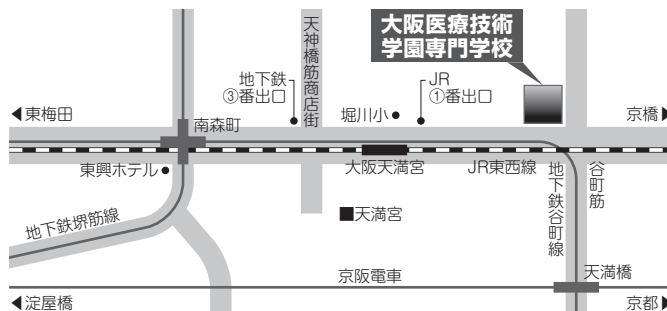 大阪医療技術
学園専門学校
天神橋筋商店街
地下鉄
③番出口
JR
①番出口
堀川小●
◀東梅田
京橋▶
南森町
東興ホテル●
大阪天満宮
JR東西線
地下鉄谷町線
谷町筋
地下鉄堺筋線
■天満宮
天満橋
京阪電車
◀淀屋橋
京都▶